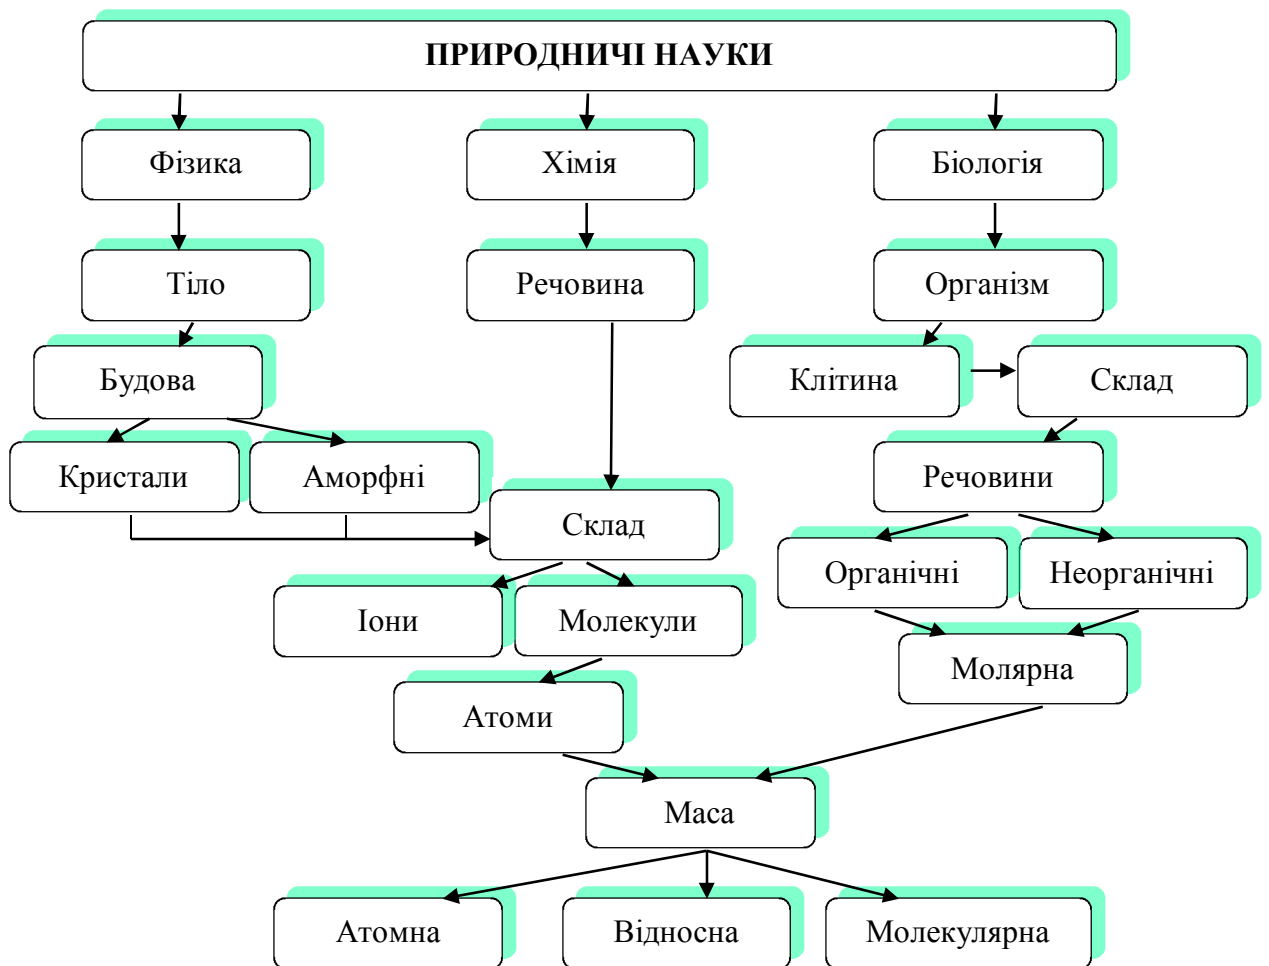 ПРИРОДНИЧІ НАУКИ
Фізика
Хімія
Біологія
Тіло
Речовина
Організм
Будова
Клітина
Склад
Кристали
Аморфні
Речовини
Склад
Органічні
Неорганічні
Іони
Молекули
Молярна
Атоми
Маса
Атомна
Відносна
Молекулярна